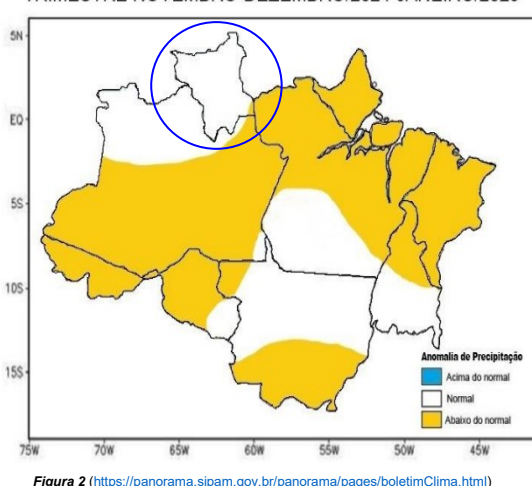 5N
EQ
5S
10S
15S
75W 70W 65W 60W 55W 50W 45W
Anomalia de Precipitação
Acima do normal
Normal
Abaixo do normal
Figura 2 (https://panorama.sipam.gov.br/panorama/pages/boletimClima.html)